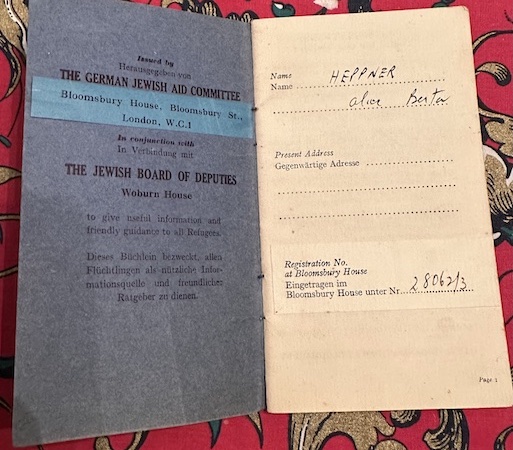 Issued by
Herausgegeben von
THE GERMAN JEWISH AID COMMITTEE
Bloomsbury House, Bloomsbury St.,
London, W.C.1
In conjunction with
In Verbindung mit
THE JEWISH BOARD OF DEPUTIES
Woburn House
to give useful information and
friendly guidance to all Refugees.
Dieses Büchlein bezweckt, allen
Flüchtlingen als nützliche Infor-
mationsquelle und freundlicher
Ratgeber zu dienen.
Name
Name HEPPNER
alice Berta
Present Address
Gegenwärtige Adresse
Registration No.
at Bloomsbury House
Eingetragen im
Bloomsbury House unter Nr. 28062/3
Page 1